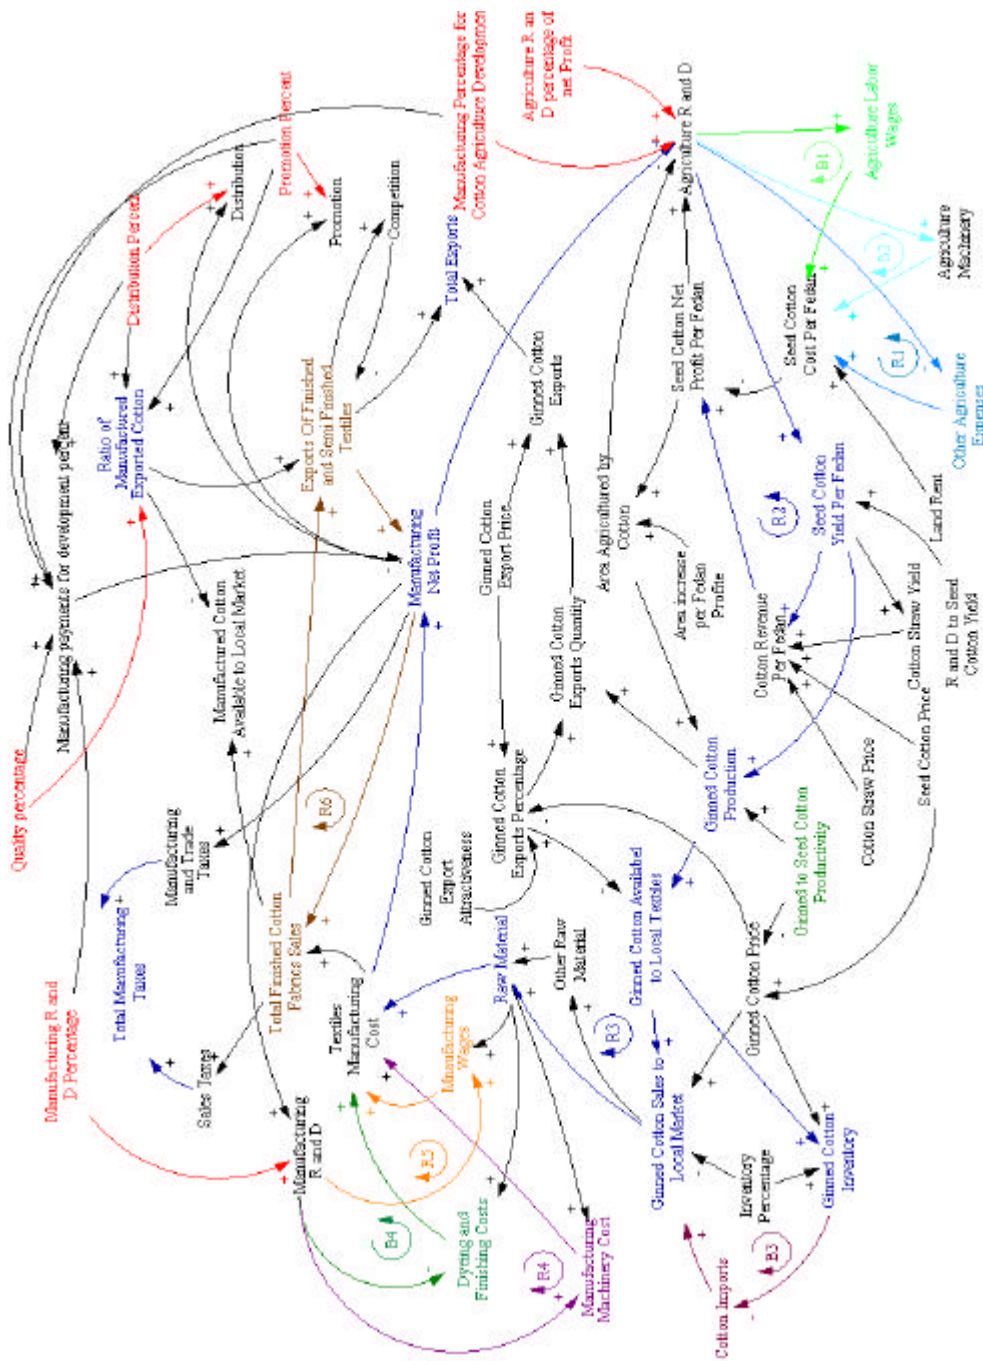 Manufacturing R and
D Percentage
Quality percentage
Manufacturing payments for development percent
Distribution Percent
Promotion Percent
Distribution
Promotion
Competition
Manufacturing Percentage for
Cotton Agriculture Developmen
Agriculture R an
D percentage of
net Profit
Ratio of
Manufactured
Exported Cotton
Manufactured Cotton
Available to Local Market
Exports Of Finished
and Semi Finished
Textiles
Total Exports
Total Manufacturing
Taxes
Manufacturing
and Trade
Taxes
Sales Taxes
Total Finished Cotton
Fabrics Sales
R6
Manufacturing
Net Profit
Manufacturing
R and D
Textiles
Manufacturing
Cost
R5
B4
Dyeing and
Finishing Costs
R4
Manufacturing
Machinery Cost
Mnaufacturing
Wages
Raw Material
Other Raw
Material
R3
Ginned Cotton
Export
Attractiveness
Ginned Cotton
Exports Percentage
Ginned Cotton
Export Price
Ginned Cotton
Exports Quantity
Ginned Cotton
Exports
Ginned Cotton Availabel
to Local Textiles
Ginned Cotton Sales to
Local Market
Ginned Cotton Price
Ginned to Seed Cotton
Productivity
Ginned Cotton
Production
Area Agricultured by
Cotton
Area increase
per Fedan
Profite
Seed Cotton Net
Profit Per Fedan
Agriculture R and D
B1
Agriculture Labor
Wages
B2
Agriculture
Machinery
Seed Cotton
Cost Per Fedan
R1
Other Agriculture
Expenses
R2
Seed Cotton
Yield Per Fedan
Cotton Revenue
Per Fedan
Land Rent
Cotton Straw Yield
R and D to Seed
Cotton Yield
Cotton Straw Price
Seed Cotton Price
Inventory
Percentage
Ginned Cotton
Inventory
B3
Cotton Imports